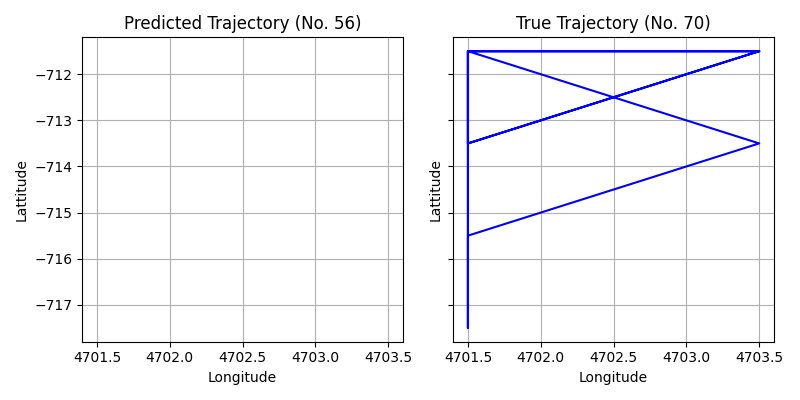 Predicted Trajectory (No. 56)
True Trajectory (No. 70)
−712
−713
−714
−715
−716
−717
Lattitude
Lattitude
4701.5 4702.0 4702.5 4703.0 4703.5
4701.5 4702.0 4702.5 4703.0 4703.5
Longitude
Longitude